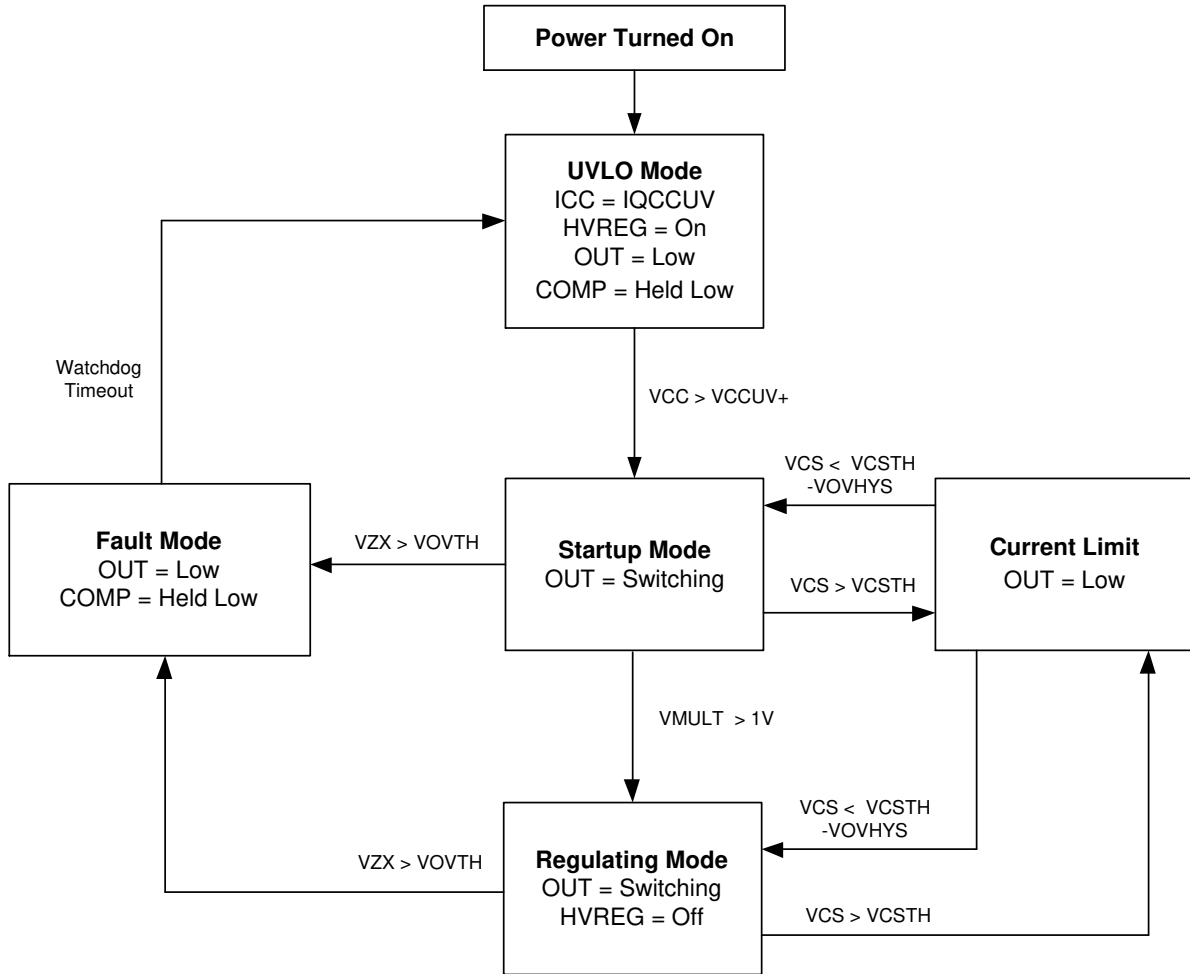 Power Turned On
UVLO Mode
ICC = IQCCUV
HVREG = On
OUT = Low
COMP = Held Low
Watchdog
Timeout
VCC > VCCUV+
VCS < VCSTH
-VOVHYS
Fault Mode
OUT = Low
COMP = Held Low
VZX > VOVTH
Startup Mode
OUT = Switching
VCS > VCSTH
Current Limit
OUT = Low
VMULT > 1V
VCS < VCSTH
-VOVHYS
VZX > VOVTH
Regulating Mode
OUT = Switching
HVREG = Off
VCS > VCSTH